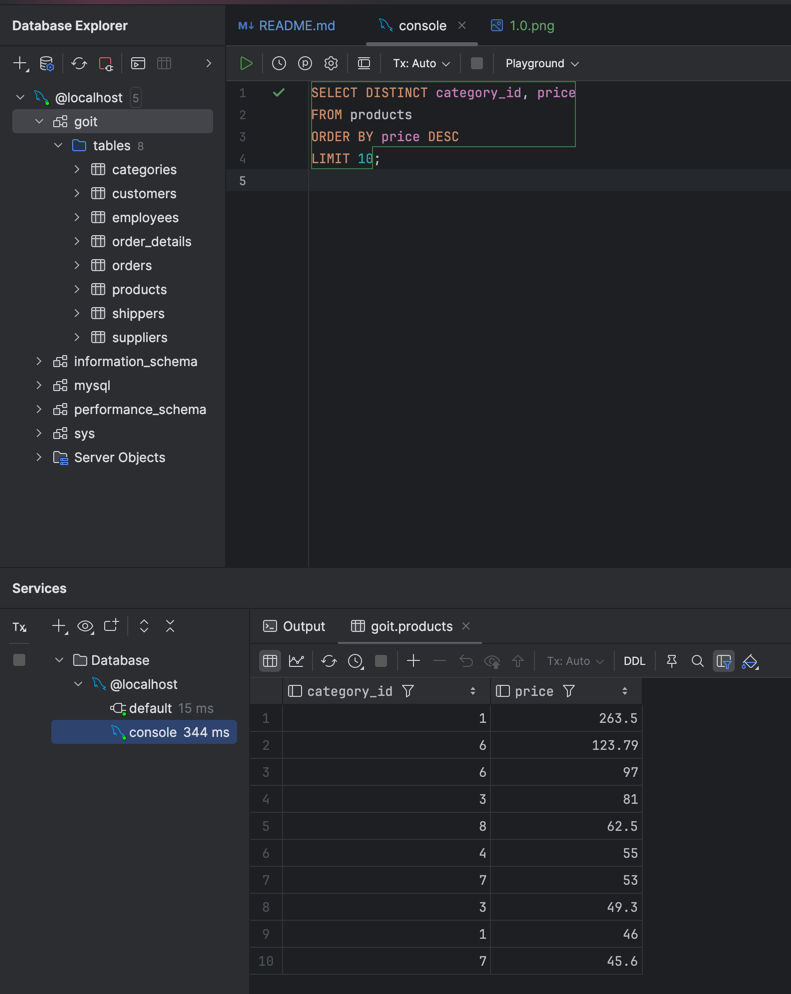 Database Explorer
README.md
console
1.0.png
Tx: Auto
Playground
@localhost 5
goit
tables 8
categories
customers
employees
order_details
orders
products
shippers
suppliers
information_schema
mysql
performance_schema
sys
Server Objects
1 SELECT DISTINCT category_id, price
2 FROM products
3 ORDER BY price DESC
4 LIMIT 10;
5
Services
Tx
Database
@localhost
default 15 ms
console 344 ms
Output
goit.products
Tx: Auto
DDL
category_id price
1 1 263.5
2 6 123.79
3 6 97
4 3 81
5 8 62.5
6 4 55
7 7 53
8 3 49.3
9 1 46
10 7 45.6